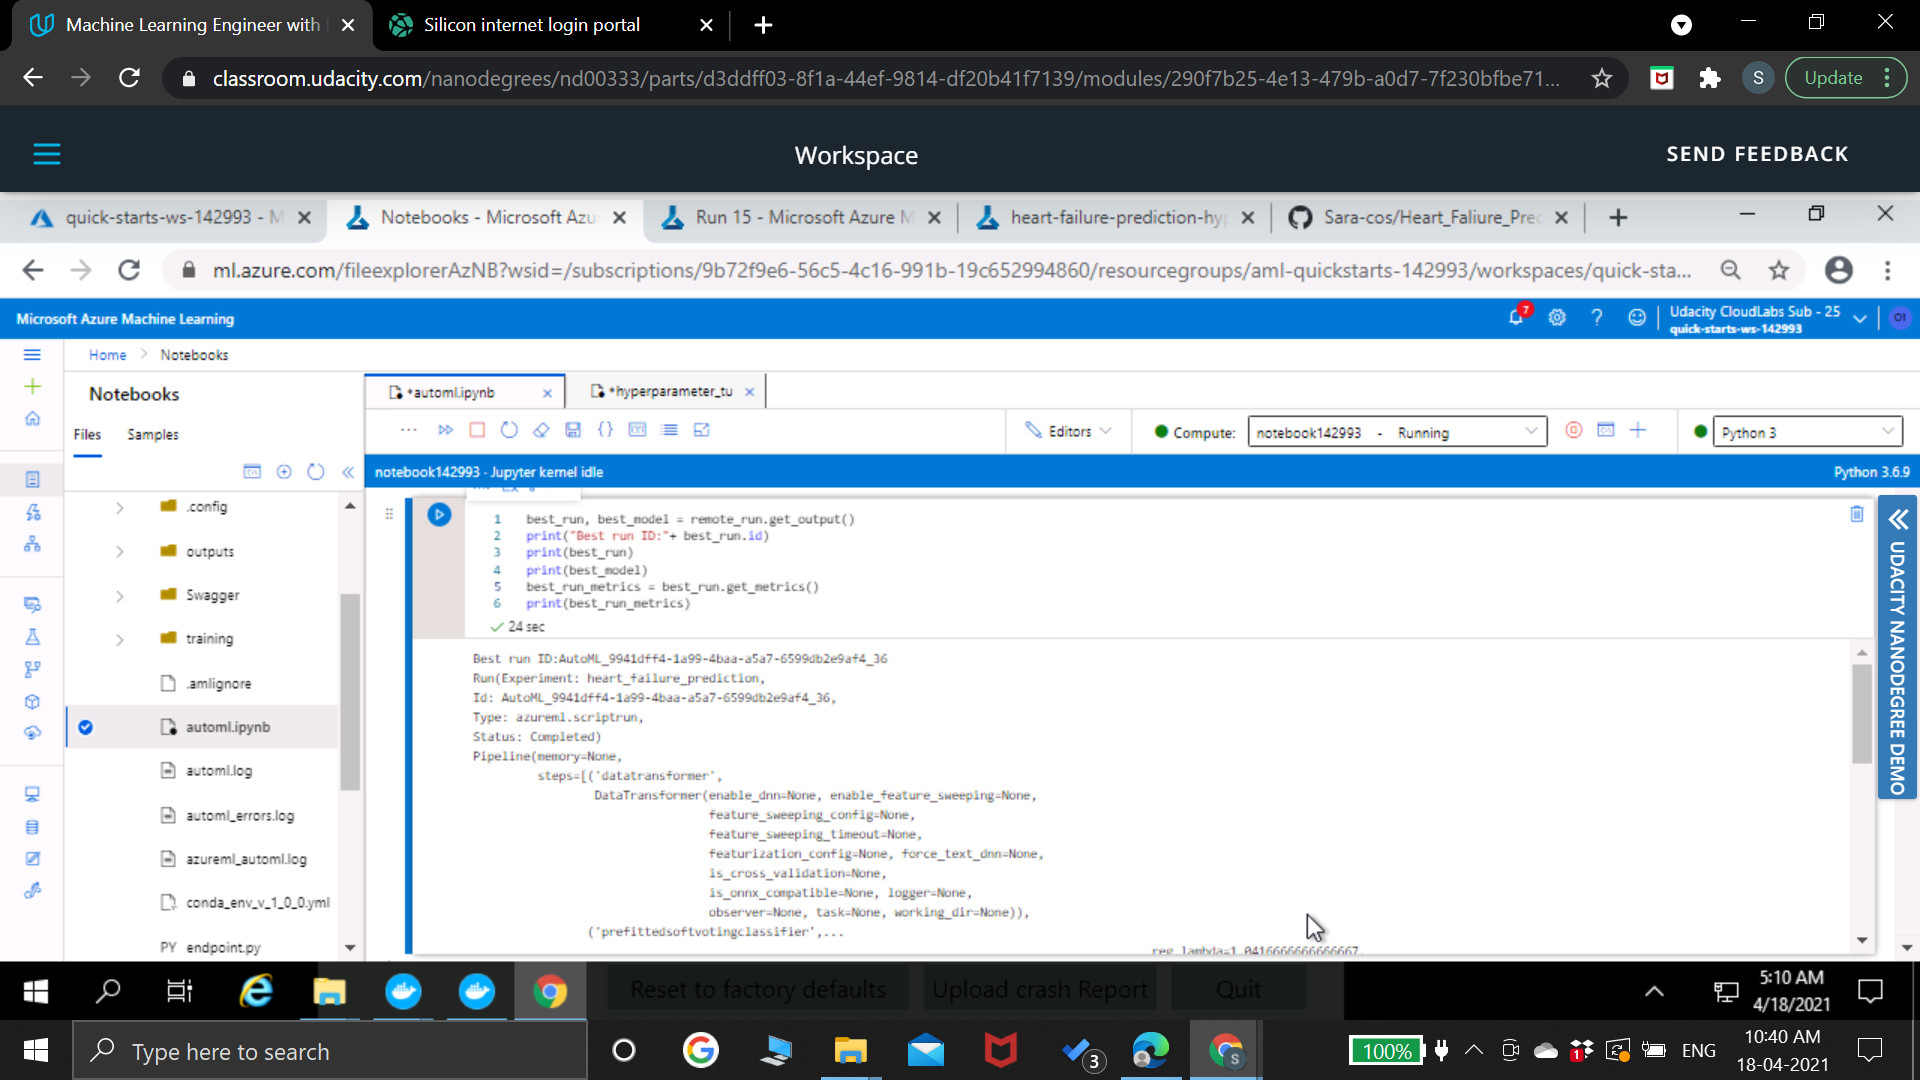 Machine Learning Engineer with
Silicon internet login portal
classroom.udacity.com/nanodegrees/nd00333/parts/d3ddff03-8f1a-44ef-9814-df20b41f7139/modules/290f7b25-4e13-479b-a0d7-7f230bfbe71...
S
Update
Workspace
SEND FEEDBACK
quick-starts-ws-142993 - M
Notebooks - Microsoft Azu
Run 15 - Microsoft Azure M
heart-failure-prediction-hyp
Sara-cos/Heart_Faliure_Prec
ml.azure.com/fileexplorerAzNB?wsid=/subscriptions/9b72f9e6-56c5-4c16-991b-19c652994860/resourcegroups/aml-quickstarts-142993/workspaces/quick-sta...
Microsoft Azure Machine Learning
7
Udacity CloudLabs Sub - 25
quick-starts-ws-142993
OI
Home > Notebooks
Notebooks
*automl.ipynb
*hyperparameter_tu
Files
Samples
Editors
Compute:
notebook142993 - Running
Python 3
notebook142993 · Jupyter kernel idle
Python 3.6.9
.config
outputs
Swagger
training
.amlignore
automl.ipynb
automl.log
automl_errors.log
azureml_automl.log
conda_env_v_1_0_0.yml
PY endpoint.py
1 best_run, best_model = remote_run.get_output()
2 print("Best run ID:"+ best_run.id)
3 print(best_run)
4 print(best_model)
5 best_run_metrics = best_run.get_metrics()
6 print(best_run_metrics)
24 sec
Best run ID:AutoML_9941dff4-1a99-4baa-a5a7-6599db2e9af4_36
Run(Experiment: heart_failure_prediction,
Id: AutoML_9941dff4-1a99-4baa-a5a7-6599db2e9af4_36,
Type: azureml.scriptrun,
Status: Completed)
Pipeline(memory=None,
steps=[('datatransformer',
DataTransformer(enable_dnn=None, enable_feature_sweeping=None,
feature_sweeping_config=None,
feature_sweeping_timeout=None,
featurization_config=None, force_text_dnn=None,
is_cross_validation=None,
is_onnx_compatible=None, logger=None,
observer=None, task=None, working_dir=None)),
('prefittedsoftvotingclassifier',...
reg_lambda=1.0416666666666667,
UDACITY NANODEGREE DEMO
Reset to factory defaults
Upload crash Report
Quit
5:10 AM
4/18/2021
Type here to search
3
S
100%
1
ENG
10:40 AM
18-04-2021